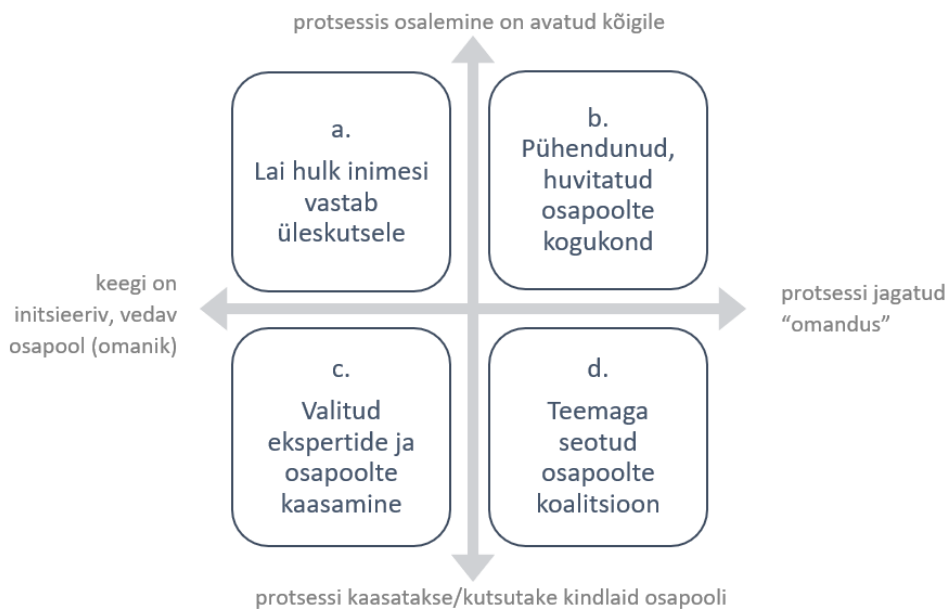 protsessis osalemine on avatud kõigile
a.
Lai hulk inimesi
vastab
üleskutsele
b.
Pühendunud,
huvitatud
osapoolte
kogukond
keegi on
initsieeriv, vedav
osapool (omanik)
protsessi jagatud
“omandus”
c.
Valitud
ekspertide ja
osapoolte
kaasamine
d.
Teemaga
seotud
osapoolte
koalitsioon
protsessi kaasatakse/kutsutake kindlaid osapooli